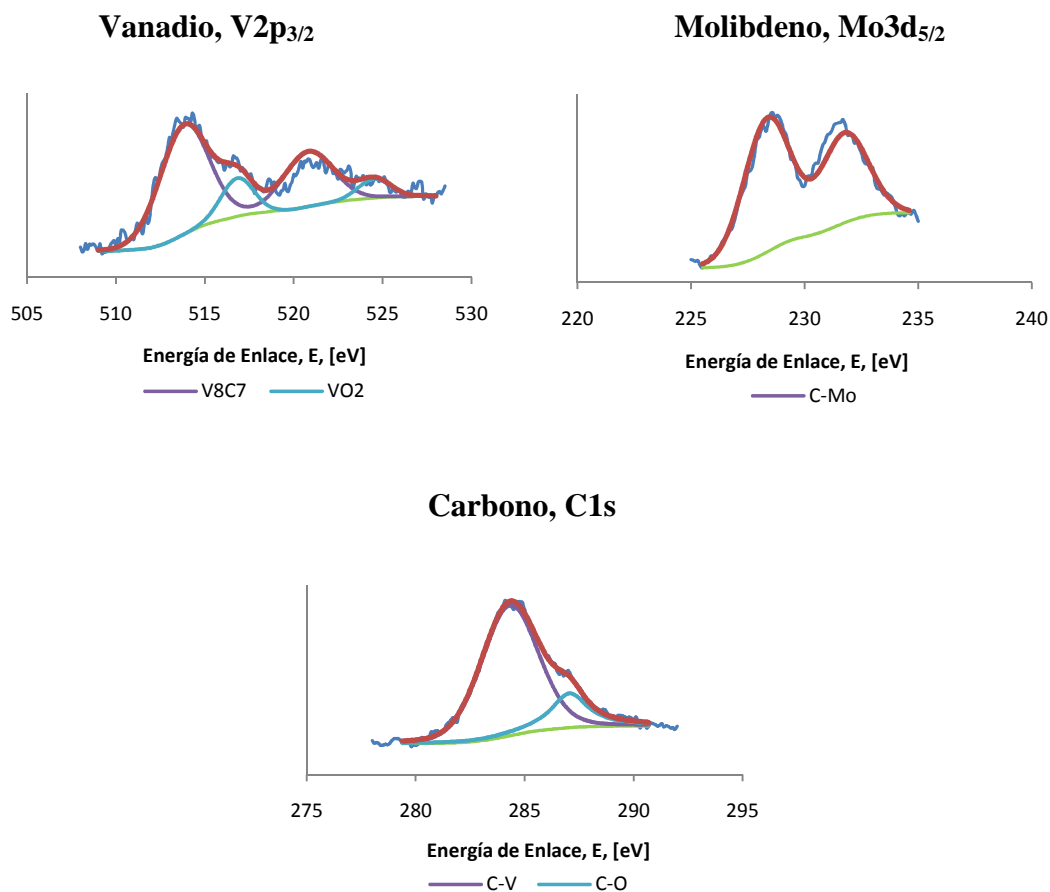 Vanadio, V2p3/2
Molibdeno, Mo3d5/2
505 510 515 520 525 530
Energía de Enlace, E, [eV]
V8C7 VO2
220 225 230 235 240
Energía de Enlace, E, [eV]
C-Mo
Carbono, C1s
275 280 285 290 295
Energía de Enlace, E, [eV]
C-V C-O